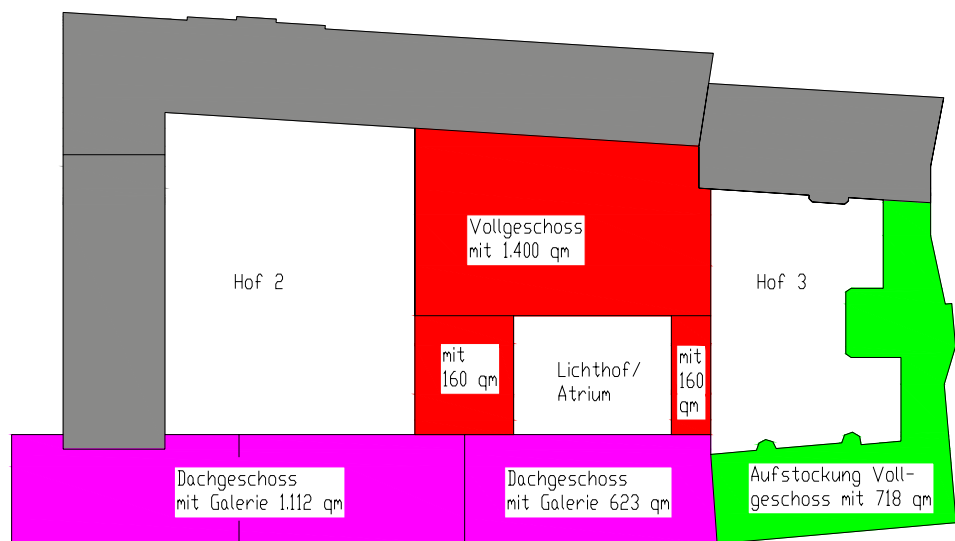 Vollgeschoss
mit 1.400 qm
Hof 2
Hof 3
mit
160 qm
Lichthof/
Atrium
mit
160
qm
Dachgeschoss
mit Galerie 1.112 qm
Dachgeschoss
mit Galerie 623 qm
Aufstockung Voll-
geschoss mit 718 qm